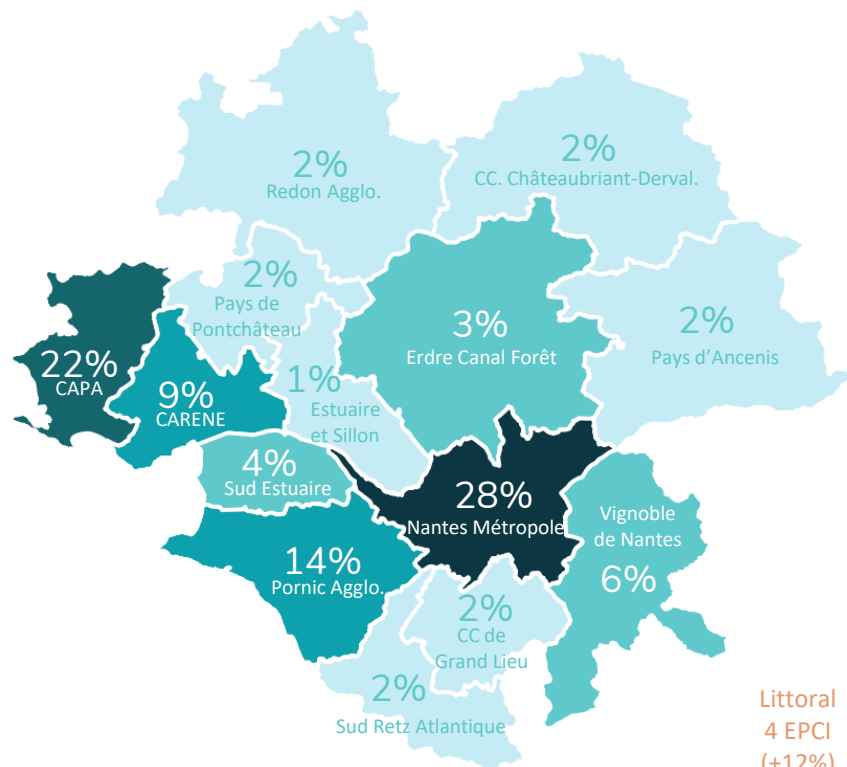 2%
Redon Agglo.
2%
CC. Châteaubriant-Derval.
2%
Pays de
Pontchâteau
3%
Erdre Canal Forêt
2%
Pays d'Ancenis
22%
CAPA
9%
CARENE
1%
Estuaire
et Sillon
4%
Sud Estuaire
28%
Nantes Métropole
Vignoble
de Nantes
6%
14%
Pornic Agglo.
2%
CC de
Grand Lieu
2%
Sud Retz Atlantique
Littoral
4 EPCI
(+12%)